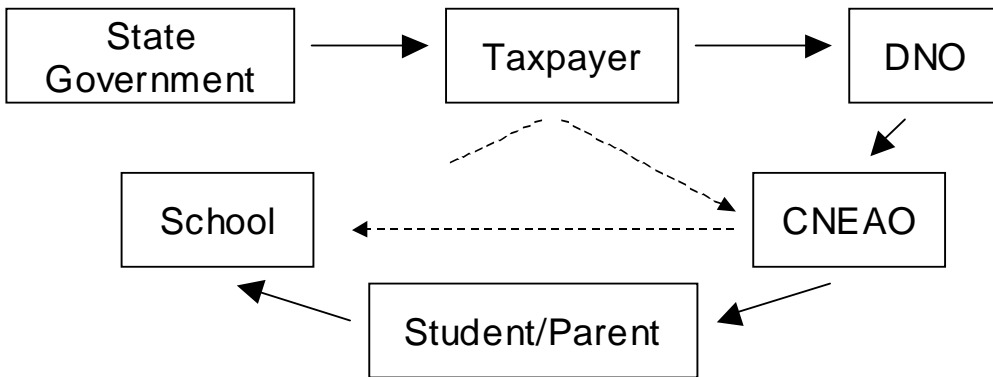 State
Government
Taxpayer
DNO
School
CNEAO
Student/Parent